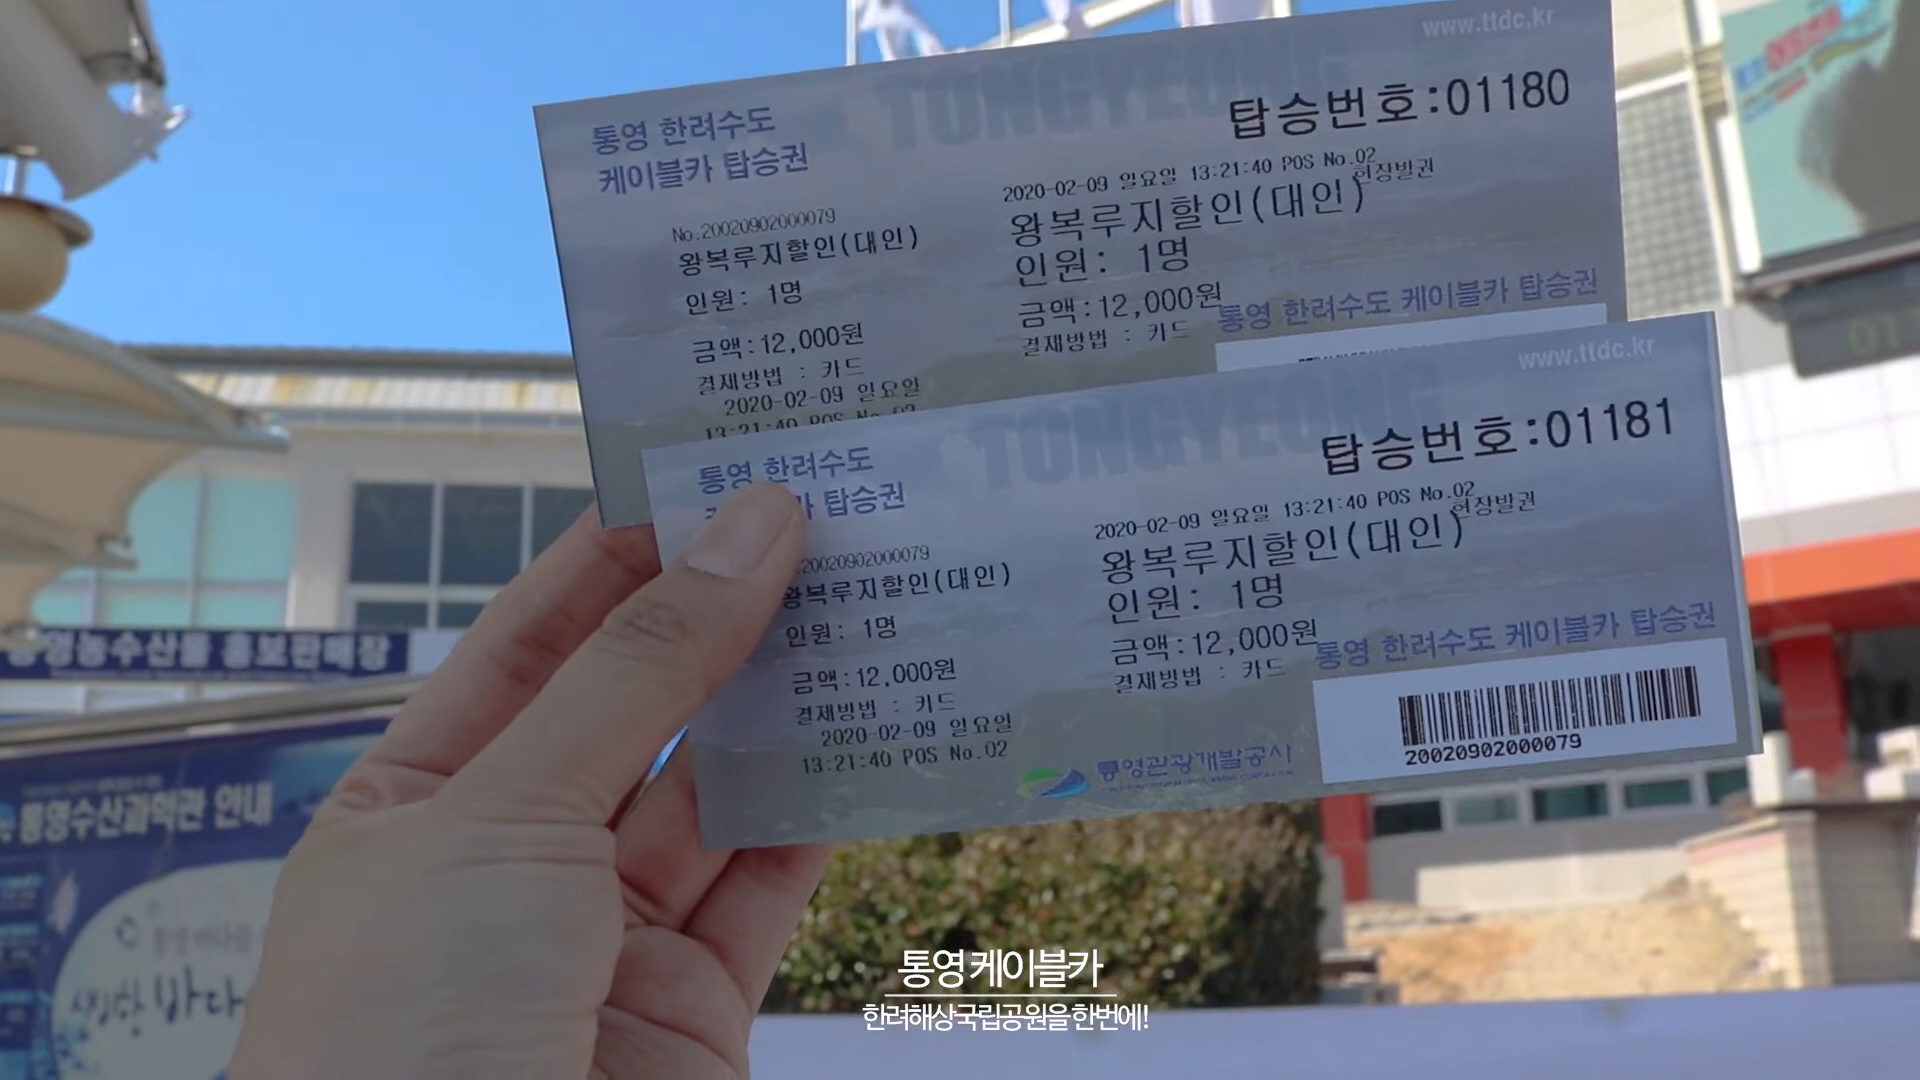 www.ttdc.kr
TONGYEONG
통영 한려수도
케이블카 탑승권
탑승번호:01180
No.20020902000079
왕복루지할인(대인)
인원: 1명
금액:12,000원
결제방법 : 카드
2020-02-09 일요일
13:21:40 POS No.02
2020-02-09 일요일 13:21:40 POS No.02
현장발권
왕복루지할인(대인)
인원: 1명
금액:12,000원
결제방법 : 카드
통영 한려수도 케이블카 탑승권
www.ttdc.kr
TONGYEONG
통영 한려수도
탑승권
탑승번호:01181
20020902000079
왕복루지할인(대인)
인원: 1명
금액:12,000원
결제방법 : 카드
2020-02-09 일요일
13:21:40 POS No.02
2020-02-09 일요일 13:21:40 POS No.02
현장발권
왕복루지할인(대인)
인원: 1명
금액:12,000원
결제방법 : 카드
통영 한려수도 케이블카 탑승권
20020902000079
통영관광개발공사
통영농수산물 홍보판매장
통영수산과학관 안내
통영케이블카
한려해상국립공원을 한번에!